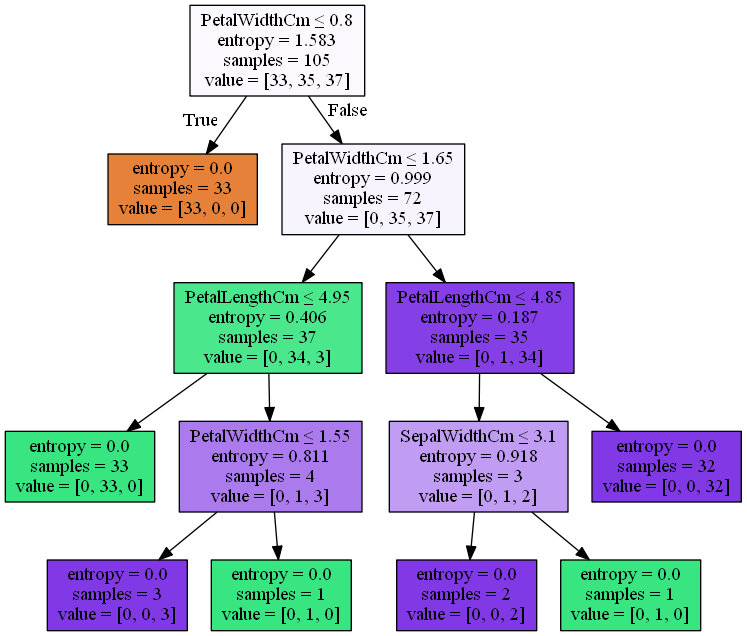 PetalWidthCm ≤ 0.8
entropy = 1.583
samples = 105
value = [33, 35, 37]
True
False
entropy = 0.0
samples = 33
value = [33, 0, 0]
PetalWidthCm ≤ 1.65
entropy = 0.999
samples = 72
value = [0, 35, 37]
PetalLengthCm ≤ 4.95
entropy = 0.406
samples = 37
value = [0, 34, 3]
PetalLengthCm ≤ 4.85
entropy = 0.187
samples = 35
value = [0, 1, 34]
entropy = 0.0
samples = 33
value = [0, 33, 0]
PetalWidthCm ≤ 1.55
entropy = 0.811
samples = 4
value = [0, 1, 3]
SepalWidthCm ≤ 3.1
entropy = 0.918
samples = 3
value = [0, 1, 2]
entropy = 0.0
samples = 32
value = [0, 0, 32]
entropy = 0.0
samples = 3
value = [0, 0, 3]
entropy = 0.0
samples = 1
value = [0, 1, 0]
entropy = 0.0
samples = 2
value = [0, 0, 2]
entropy = 0.0
samples = 1
value = [0, 1, 0]